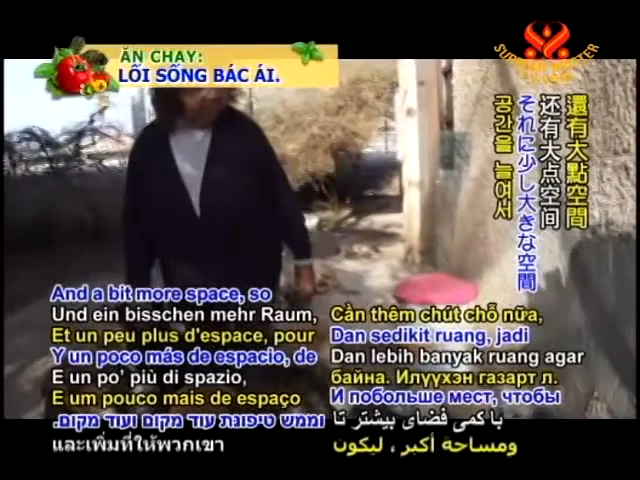 ĂN CHAY:
LỐI SỐNG BÁC ÁI.
SUPREME MASTER
還有大點空間
还有大点空间
それに少し大きな空間
공간을 늘여서
And a bit more space, so
Und ein bisschen mehr Raum,
Et un peu plus d'espace, pour
Y un poco más de espacio, de
E un po' più di spazio,
E um pouco mais de espaço
וממש טיפונת עוד מקום ועוד מקום.
และเพิ่มที่ให้พวกเขา
Cần thêm chút chỗ nữa,
Dan sedikit ruang, jadi
Dan lebih banyak ruang agar
байна. Илүүхэн газарт л.
И побольше мест, чтобы
با کمی فضای بیشتر تا
ومساحة أكبر ، ليكون